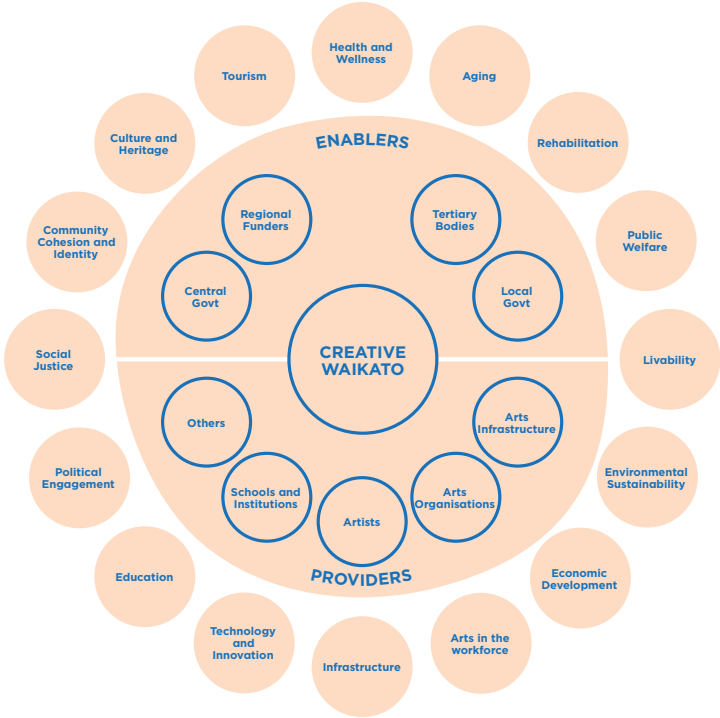 Health and
Wellness
Tourism
Aging
Culture and
Heritage
Rehabilitation
ENABLERS
Regional
Funders
Tertiary
Bodies
Community
Cohesion and
Identity
Public
Welfare
Central
Govt
Local
Govt
CREATIVE
WAIKATO
Social
Justice
Livability
Others
Arts
Infrastructure
Political
Engagement
Schools and
Institutions
Artists
Arts
Organisations
Environmental
Sustainability
PROVIDERS
Education
Economic
Development
Technology
and
Innovation
Infrastructure
Arts in the
workforce